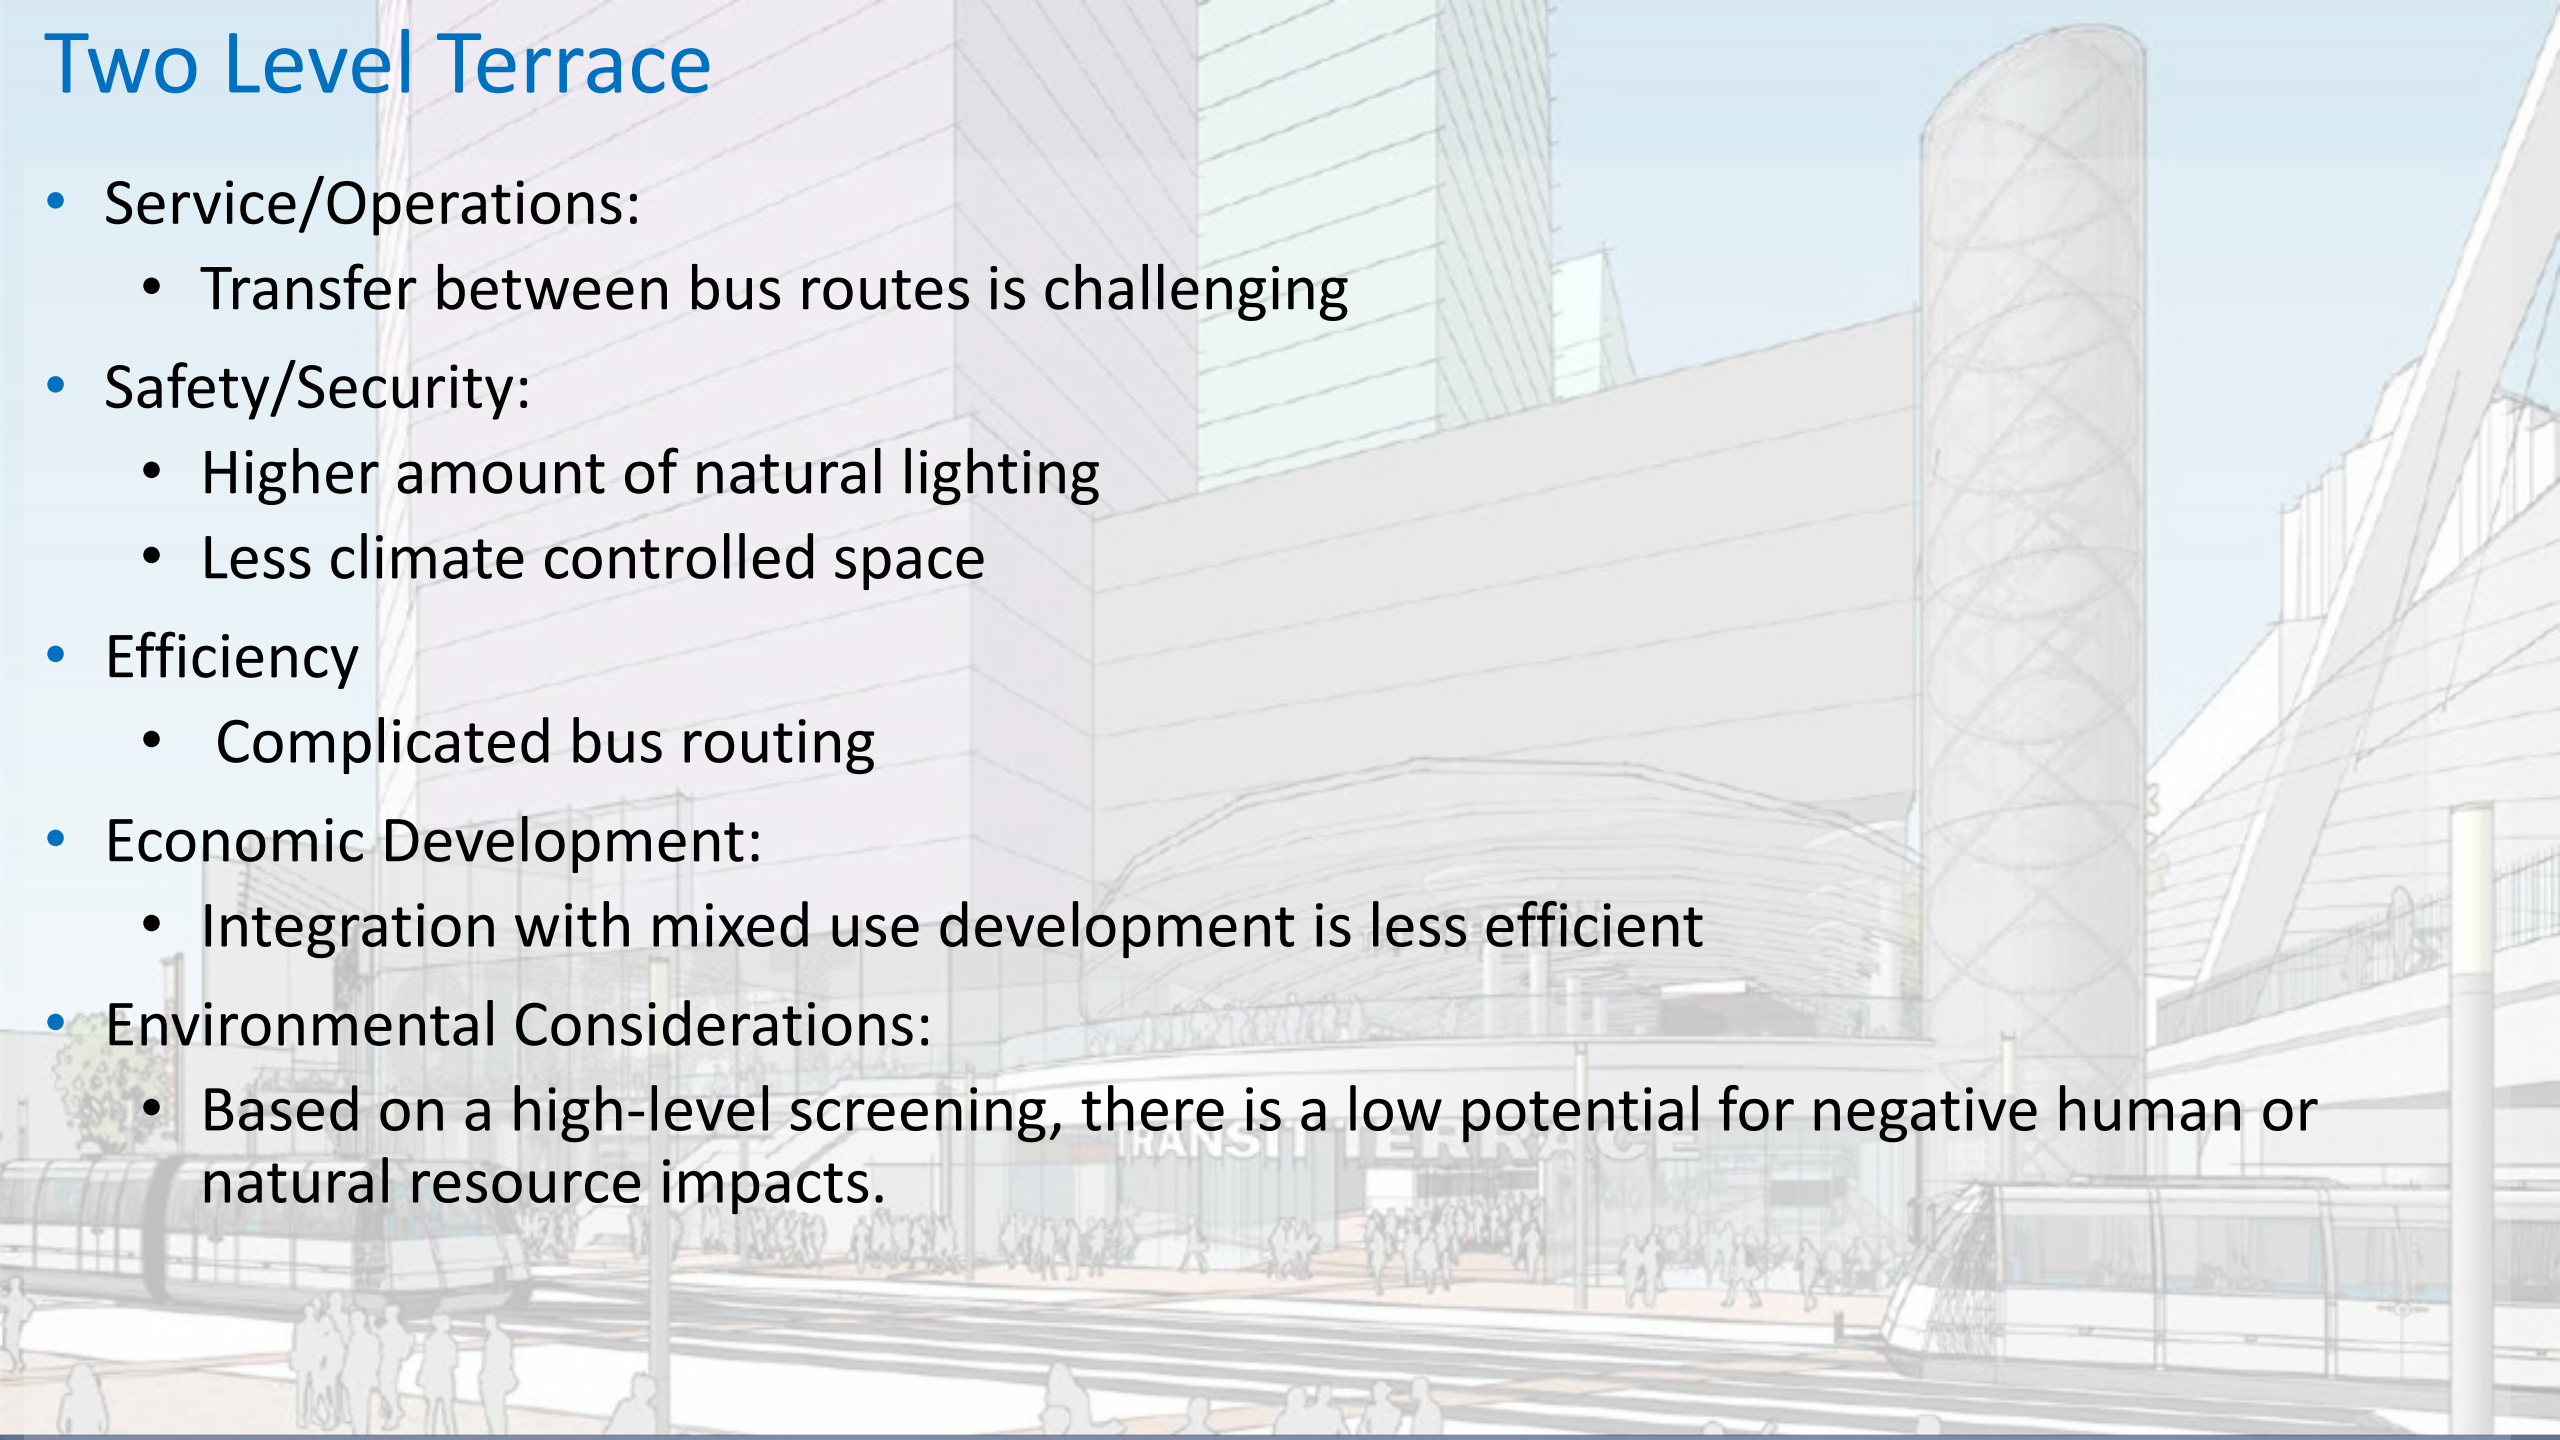 Two Level Terrace
• Service/Operations:
• Transfer between bus routes is challenging
• Safety/Security:
• Higher amount of natural lighting
• Less climate controlled space
• Efficiency
• Complicated bus routing
• Economic Development:
• Integration with mixed use development is less efficient
• Environmental Considerations:
• Based on a high-level screening, there is a low potential for negative human or
natural resource impacts.
TRANSIT TERRACE